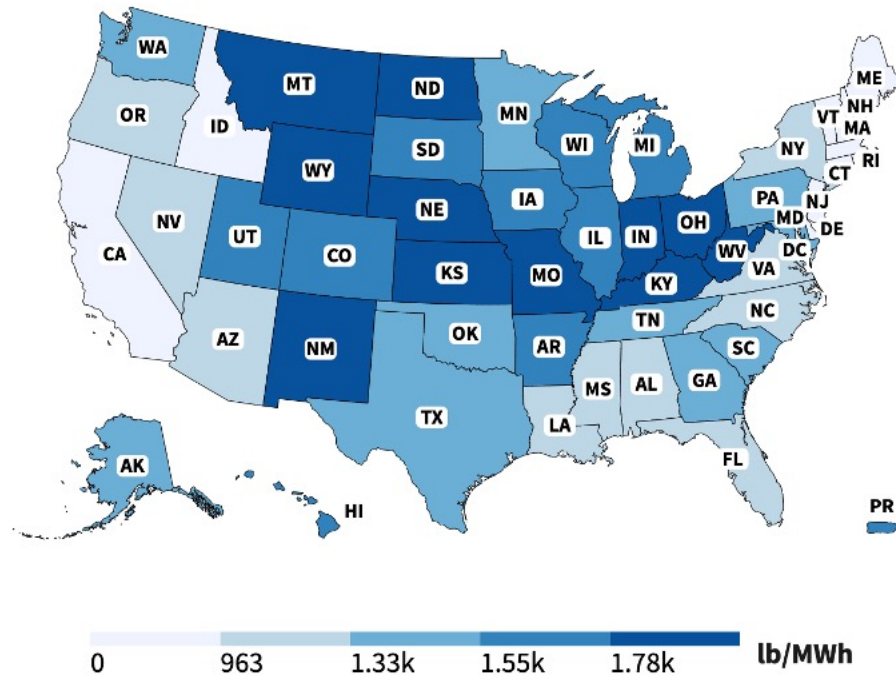 WA
MT
ND
ME
MN
OR
VT
NH
ID
MA
WI
MI
NY
SD
RI
WY
CT
IA
PA
NJ
NE
MD
NV
DE
OH
UT
IL
IN
CO
WV
DC
CA
KS
MO
VA
KY
NC
TN
OK
AZ
NM
AR
SC
GA
MS
AL
TX
LA
FL
AK
HI
PR
0
963
1.33k
1.55k
1.78k
lb/MWh